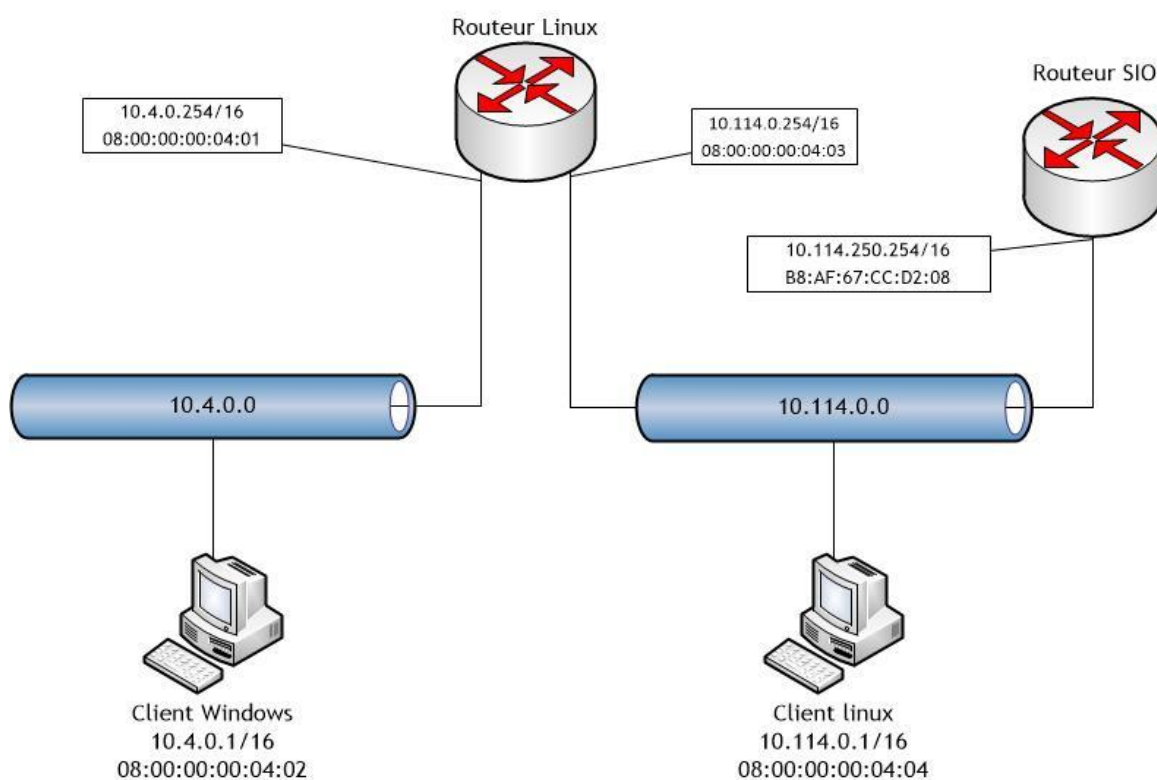 Routeur Linux
Routeur SIO
10.4.0.254/16
08:00:00:00:04:01
10.114.0.254/16
08:00:00:00:04:03
10.114.250.254/16
B8:AF:67:CC:D2:08
10.4.0.0
10.114.0.0
Client Windows
10.4.0.1/16
08:00:00:00:04:02
Client linux
10.114.0.1/16
08:00:00:00:04:04